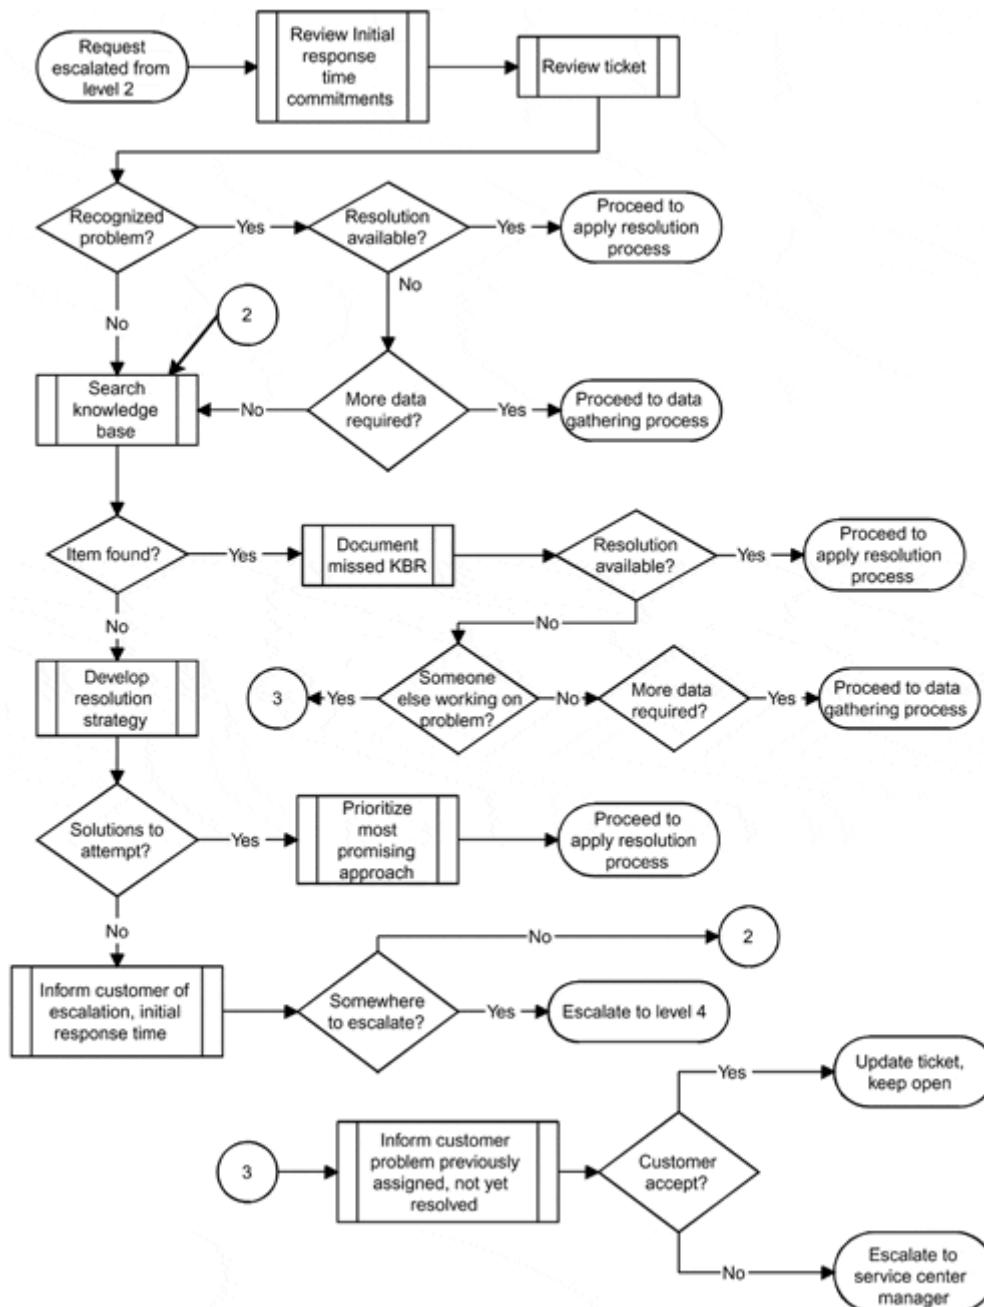 Request
escalated from
level 2
Review Initial
response
time
commitments
Review ticket
Recognized
problem?
Yes
Resolution
available?
Yes
Proceed to
apply resolution
process
No
No
2
Search
knowledge
base
No
More data
required?
Yes
Proceed to data
gathering process
Item found?
Yes
Document
missed KBR
Resolution
available?
Yes
Proceed to
apply resolution
process
No
No
Develop
resolution
strategy
3
Yes
Someone
else working on
problem?
No
More data
required?
Yes
Proceed to data
gathering process
Solutions to
attempt?
Yes
Prioritize
most
promising
approach
Proceed to
apply resolution
process
No
No
2
Inform customer of
escalation, initial
response time
Somewhere
to escalate?
Yes
Escalate to level 4
Yes
Update ticket,
keep open
3
Inform customer
problem previously
assigned, not yet
resolved
Customer
accept?
No
Escalate to
service center
manager